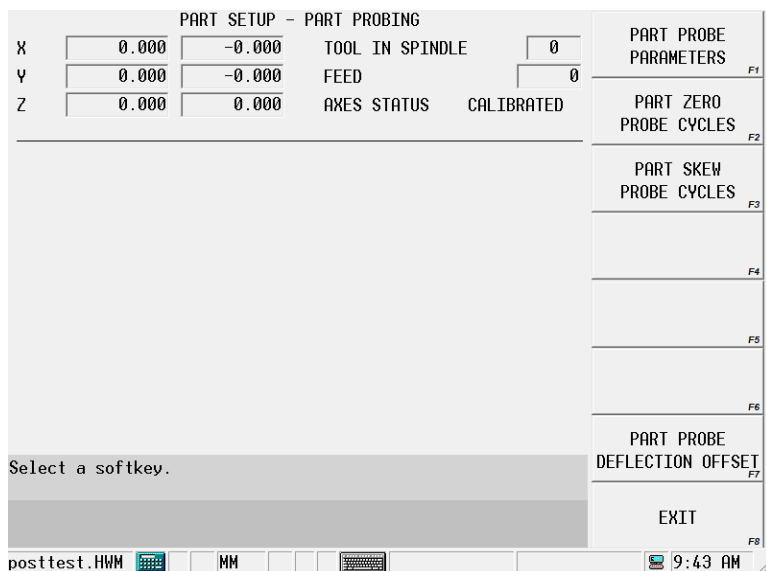 PART SETUP - PART PROBING
X 0.000 -0.000 TOOL IN SPINDLE 0
Y 0.000 -0.000 FEED 0
Z 0.000 0.000 AXES STATUS CALIBRATED
PART PROBE
PARAMETERS
F1
PART ZERO
PROBE CYCLES
F2
PART SKEW
PROBE CYCLES
F3
F4
F5
F6
PART PROBE
DEFLECTION OFFSET
F7
EXIT
F8
Select a softkey.
posttest.HWM MM 9:43 AM